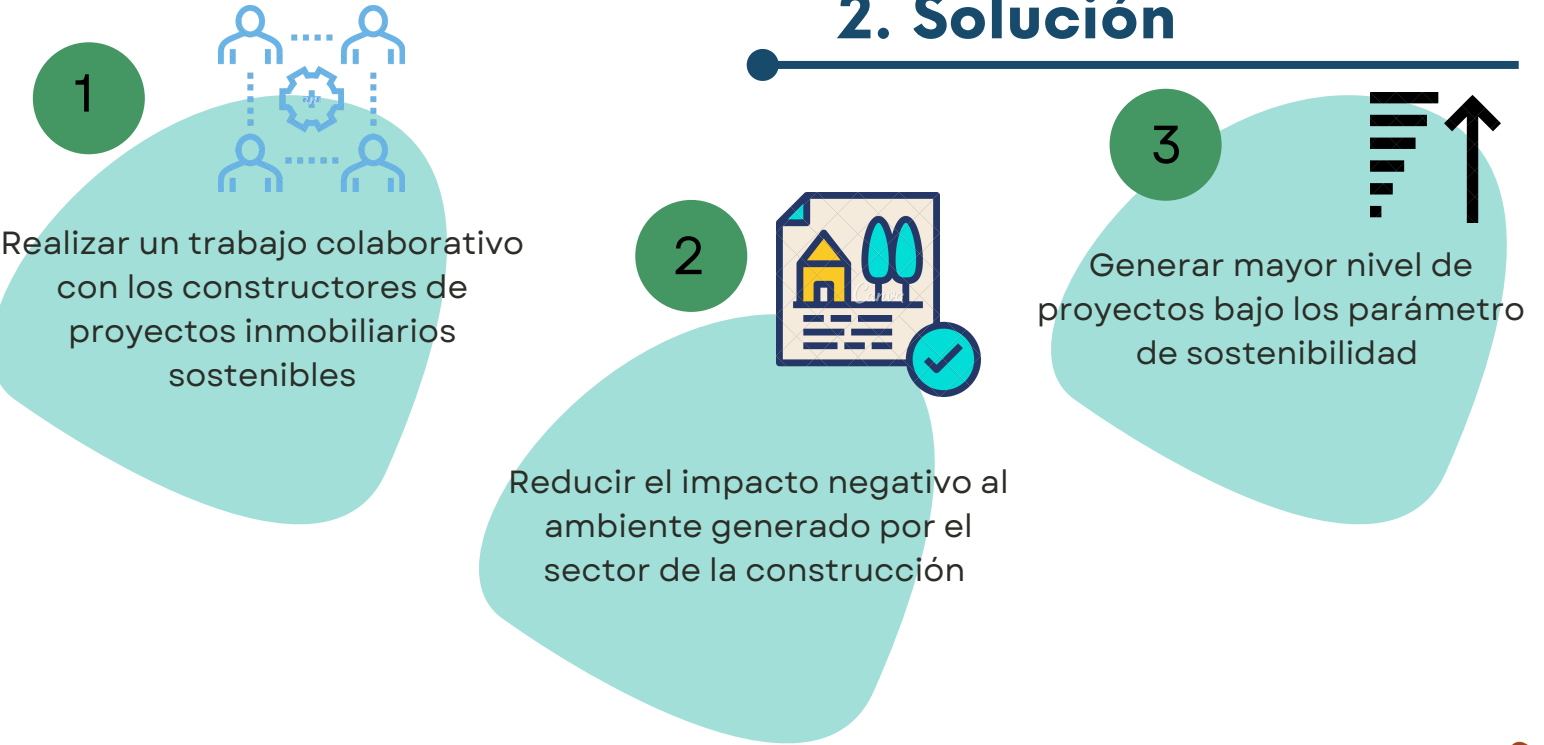 2. Solución
1
Realizar un trabajo colaborativo
con los constructores de
proyectos inmobiliarios
sostenibles
2
Canva
Reducir el impacto negativo al
ambiente generado por el
sector de la construcción
3
Generar mayor nivel de
proyectos bajo los parámetro
de sostenibilidad